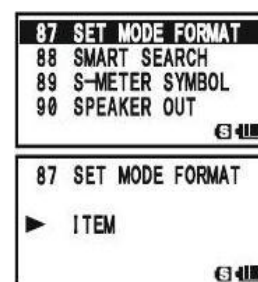 87 SET MODE FORMAT
88 SMART SEARCH
89 S-METER SYMBOL
90 SPEAKER OUT
S
87 SET MODE FORMAT
▶ ITEM
S